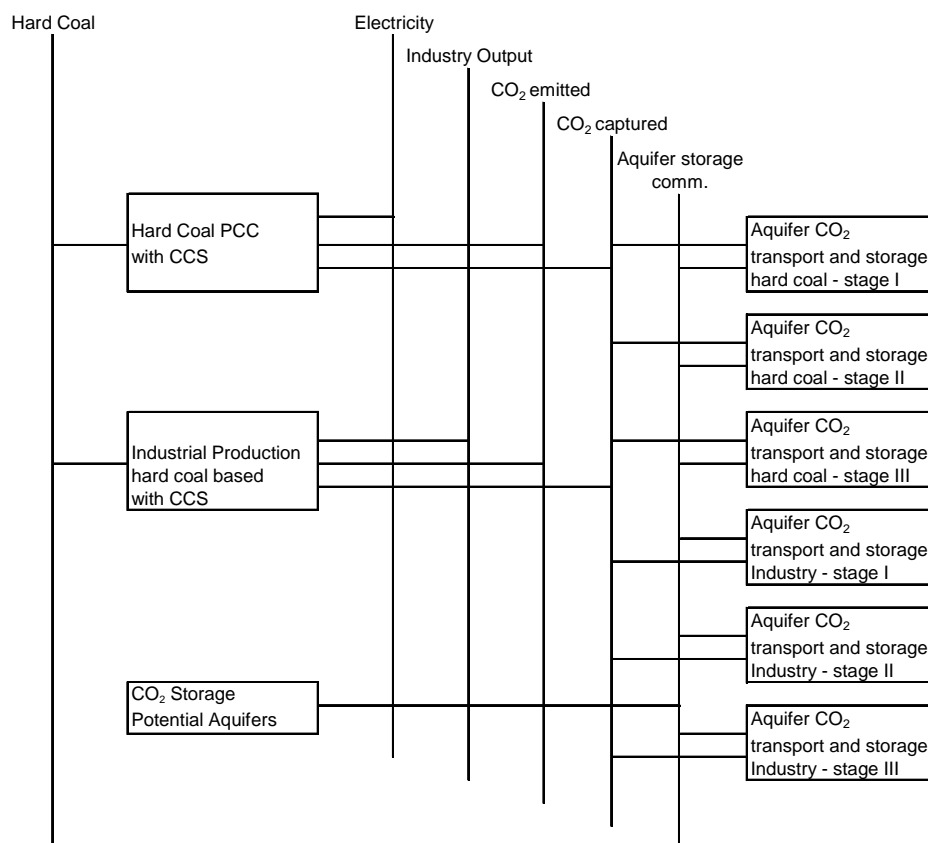 Hard Coal
Electricity
Industry Output
CO₂ emitted
CO₂ captured
Aquifer storage
comm.
Hard Coal PCC
with CCS
Aquifer CO₂
transport and storage
hard coal - stage I
Aquifer CO₂
transport and storage
hard coal - stage II
Industrial Production
hard coal based
with CCS
Aquifer CO₂
transport and storage
hard coal - stage III
Aquifer CO₂
transport and storage
Industry - stage I
Aquifer CO₂
transport and storage
Industry - stage II
CO₂ Storage
Potential Aquifers
Aquifer CO₂
transport and storage
Industry - stage III